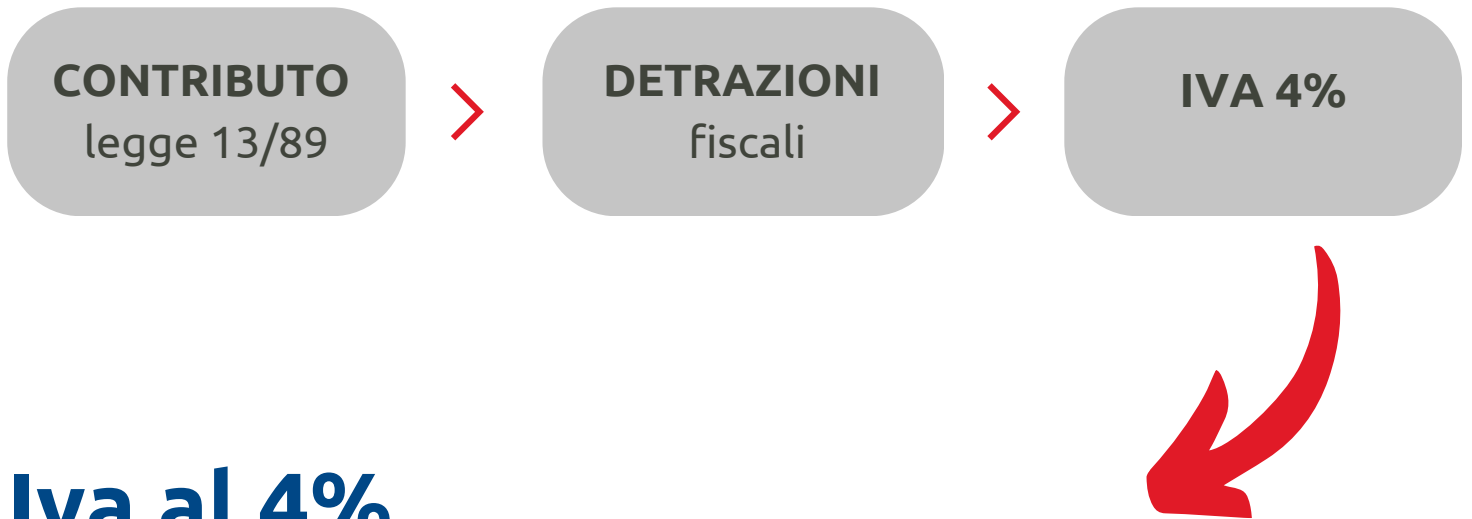 CONTRIBUTO
legge 13/89
DETRAZIONI
fiscali
IVA 4%
Iva al 4%